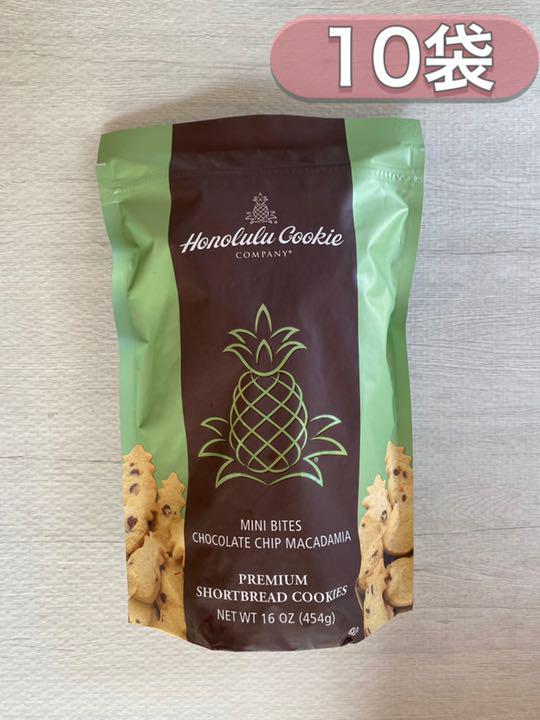 10袋
Honolulu Cookie
COMPANY®
MINI BITES
CHOCOLATE CHIP MACADAMIA
PREMIUM
SHORTBREAD COOKIES
NET WT 16 OZ (454g)